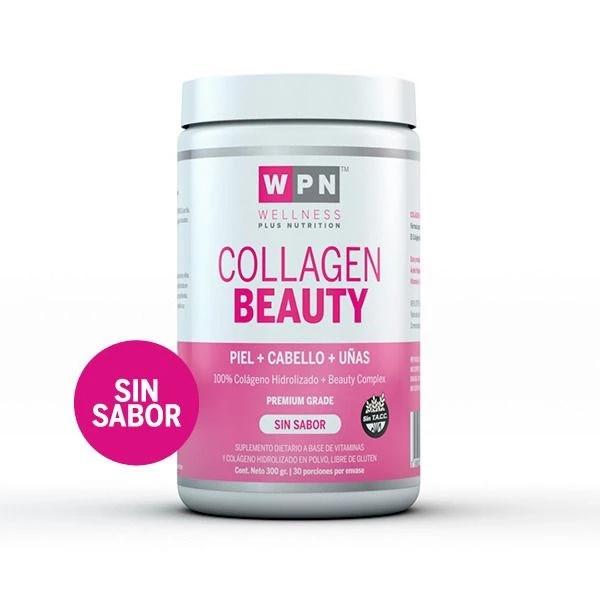 WPN™
WELLNESS
PLUS NUTRITION
COLLAGEN
BEAUTY
PIEL + CABELLO + UÑAS
100% Colágeno Hidrolizado + Beauty Complex
PREMIUM GRADE
SIN SABOR
Sin T.A.C.C.
SUPLEMENTO DIETARIO A BASE DE VITAMINAS
Y COLÁGENO HIDROLIZADO EN POLVO, LIBRE DE GLUTEN
Cont. Neto 300 gr. | 30 porciones por envase
SIN
SABOR